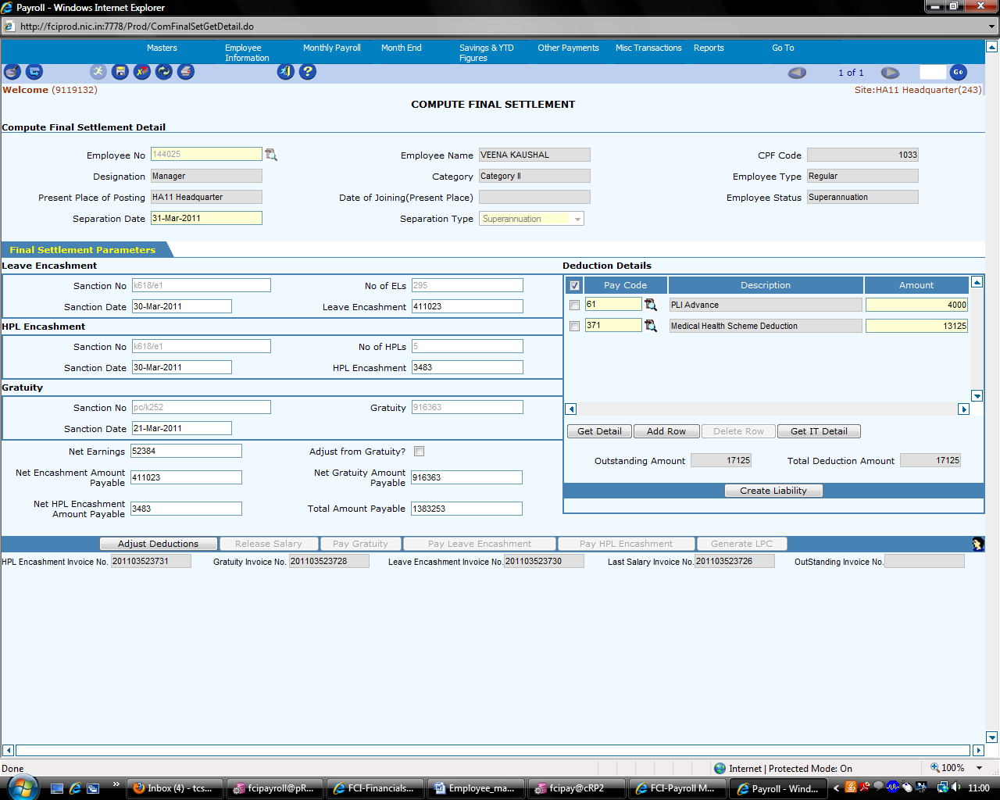 Payroll - Windows Internet Explorer
http://fciprod.nic.in:7778/Prod/ComFinalSetGetDetail.do
Masters Employee Information Monthly Payroll Month End Savings & YTD Figures Other Payments Misc Transactions Reports Go To
1 of 1 Go
Welcome (9119132) Site:HA11 Headquarter(243)
COMPUTE FINAL SETTLEMENT
Compute Final Settlement Detail
Employee No 144025 Employee Name VEENA KAUSHAL CPF Code 1033
Designation Manager Category Category II Employee Type Regular
Present Place of Posting HA11 Headquarter Date of Joining(Present Place) Employee Status Superannuation
Separation Date 31-Mar-2011 Separation Type Superannuation
Final Settlement Parameters
Leave Encashment
Sanction No k618/e1 No of ELs 295
Sanction Date 30-Mar-2011 Leave Encashment 411023
HPL Encashment
Sanction No k618/e1 No of HPLs 5
Sanction Date 30-Mar-2011 HPL Encashment 3483
Gratuity
Sanction No pc/k252 Gratuity 916363
Sanction Date 21-Mar-2011
Net Earnings 52384 Adjust from Gratuity?
Net Encashment Amount Payable 411023 Net Gratuity Amount Payable 916363
Net HPL Encashment Amount Payable 3483 Total Amount Payable 1383253
Deduction Details
Pay Code Description Amount
61 PLI Advance 4000
371 Medical Health Scheme Deduction 13125
Get Detail Add Row Delete Row Get IT Detail
Outstanding Amount 17125 Total Deduction Amount 17125
Create Liability
Adjust Deductions Release Salary Pay Gratuity Pay Leave Encashment Pay HPL Encashment Generate LPC
HPL Encashment Invoice No. 201103523731 Gratuity Invoice No. 201103523728 Leave Encashment Invoice No. 201103523730 Last Salary Invoice No. 201103523726 OutStanding Invoice No.
Done Internet | Protected Mode: On 100%
Inbox (4) - tcs... fcipayroll@pR... FCI-Financials... Employee_ma... fcipay@cRP2 FCI-Payroll M... Payroll - Wind... 11:00